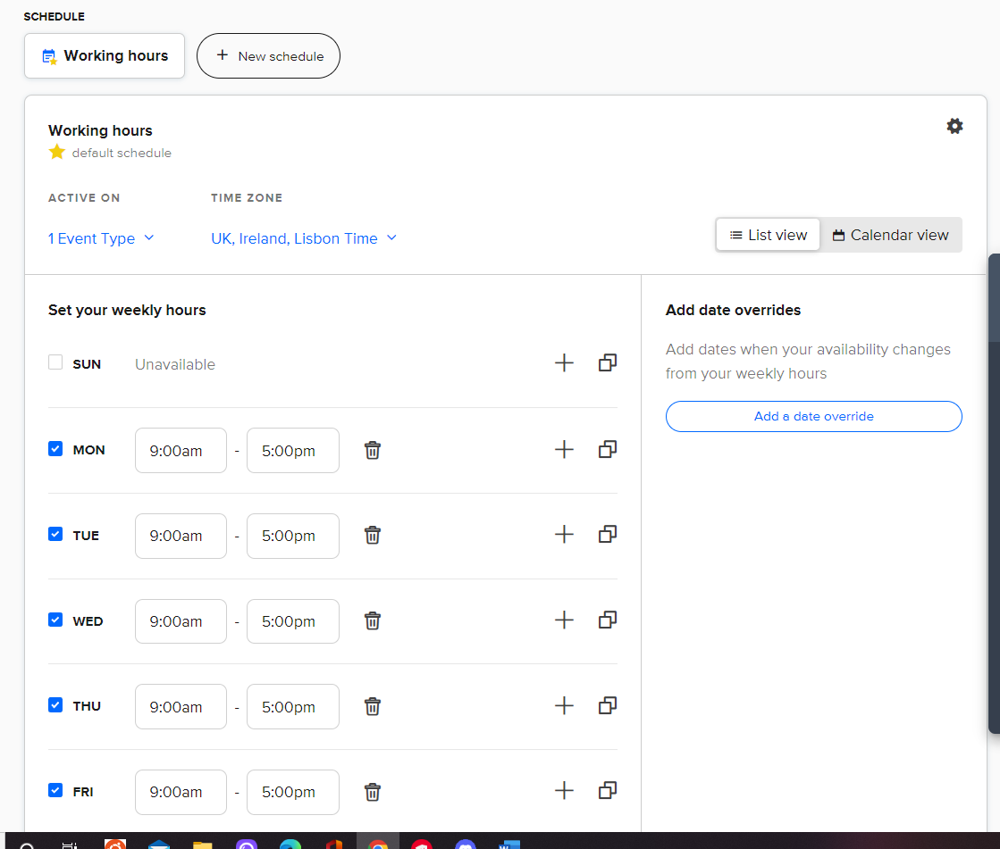 SCHEDULE
Working hours
+ New schedule
Working hours
default schedule
ACTIVE ON TIME ZONE
1 Event Type UK, Ireland, Lisbon Time
List view Calendar view
Set your weekly hours
SUN Unavailable
MON 9:00am - 5:00pm
TUE 9:00am - 5:00pm
WED 9:00am - 5:00pm
THU 9:00am - 5:00pm
FRI 9:00am - 5:00pm
Add date overrides
Add dates when your availability changes
from your weekly hours
Add a date override